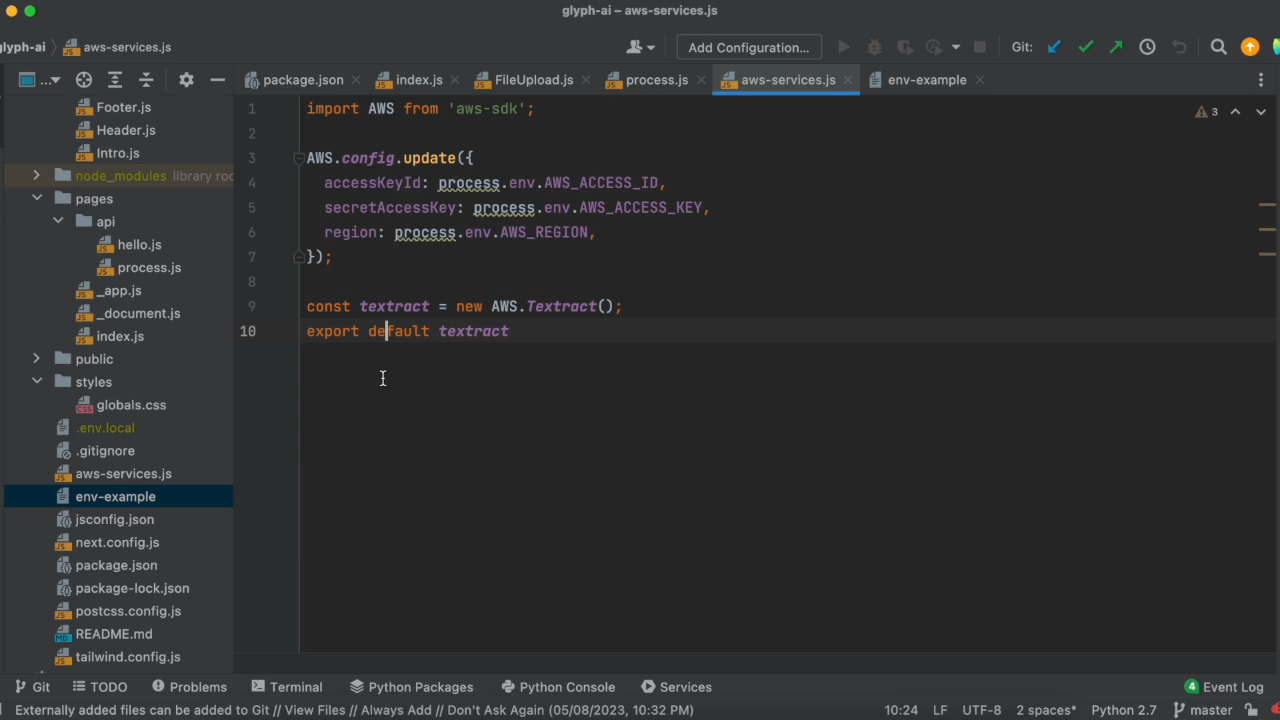 glyph-ai – aws-services.js
glyph-ai aws-services.js Add Configuration... Git:
... package.json index.js FileUpload.js process.js aws-services.js env-example
Footer.js
Header.js
Intro.js
node_modules library roo
pages
api
hello.js
process.js
_app.js
_document.js
index.js
public
styles
globals.css
.env.local
.gitignore
aws-services.js
env-example
jsconfig.json
next.config.js
package.json
package-lock.json
postcss.config.js
README.md
tailwind.config.js
3
1 import AWS from 'aws-sdk';
2
3 AWS.config.update({
4 accessKeyId: process.env.AWS_ACCESS_ID,
5 secretAccessKey: process.env.AWS_ACCESS_KEY,
6 region: process.env.AWS_REGION,
7 });
8
9 const textract = new AWS.Textract();
10 export default textract
Git TODO Problems Terminal Python Packages Python Console Services 4 Event Log
Externally added files can be added to Git // View Files // Always Add // Don't Ask Again (05/08/2023, 10:32 PM) 10:24 LF UTF-8 2 spaces* Python 2.7 master